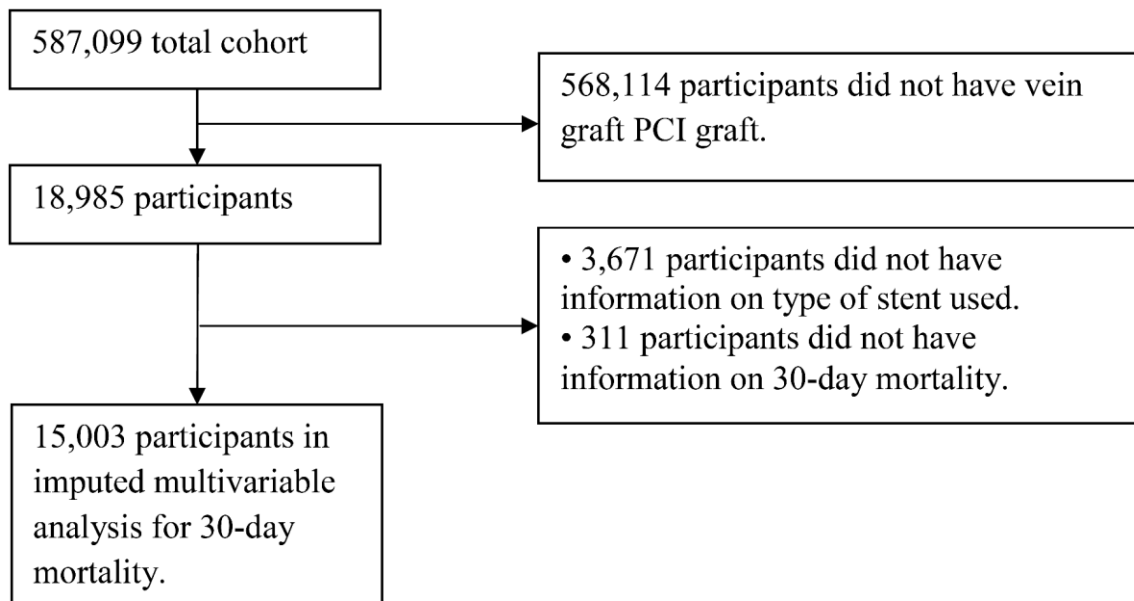 587,099 total cohort
568,114 participants did not have vein
graft PCI graft.
18,985 participants
• 3,671 participants did not have
information on type of stent used.
• 311 participants did not have
information on 30-day mortality.
15,003 participants in
imputed multivariable
analysis for 30-day
mortality.